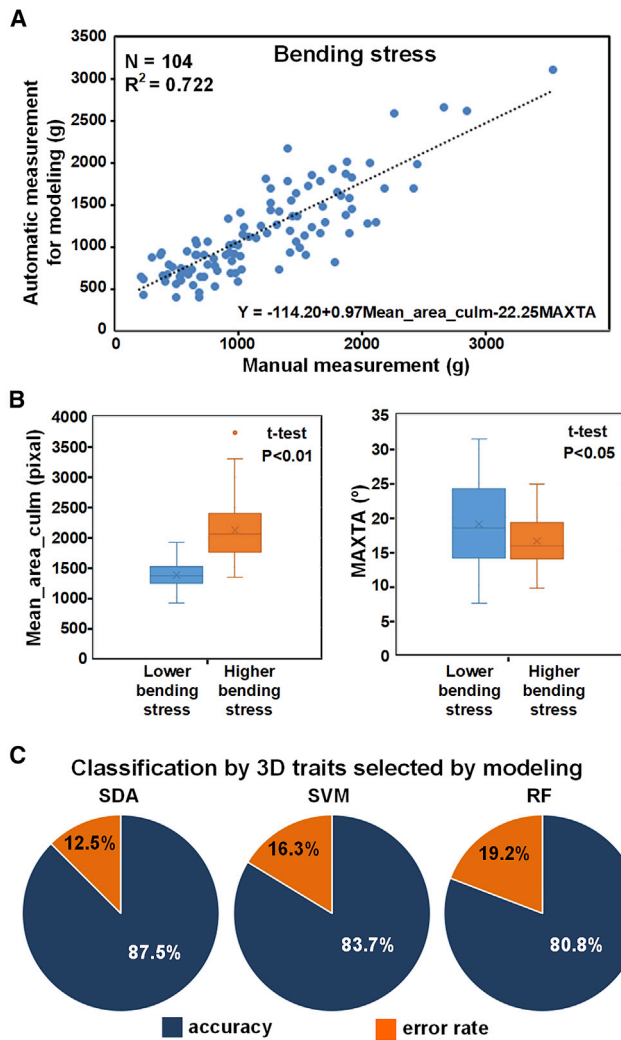 A
Bending stress
N = 104
R² = 0.722
Automatic measurement
for modeling (g)
3500
3000
2500
2000
1500
1000
500
0
0 1000 2000 3000
Y = -114.20+0.97Mean_area_culm-22.25MAXTA
Manual measurement (g)
B
Mean_area_culm (pixal)
4000
3500
3000
2500
2000
1500
1000
500
0
t-test
P<0.01
Lower
bending
stress
Higher
bending
stress
MAXTA (º)
35
30
25
20
15
10
5
0
t-test
P<0.05
Lower
bending
stress
Higher
bending
stress
C
Classification by 3D traits selected by modeling
SDA SVM RF
12.5% 16.3% 19.2%
87.5% 83.7% 80.8%
accuracy error rate